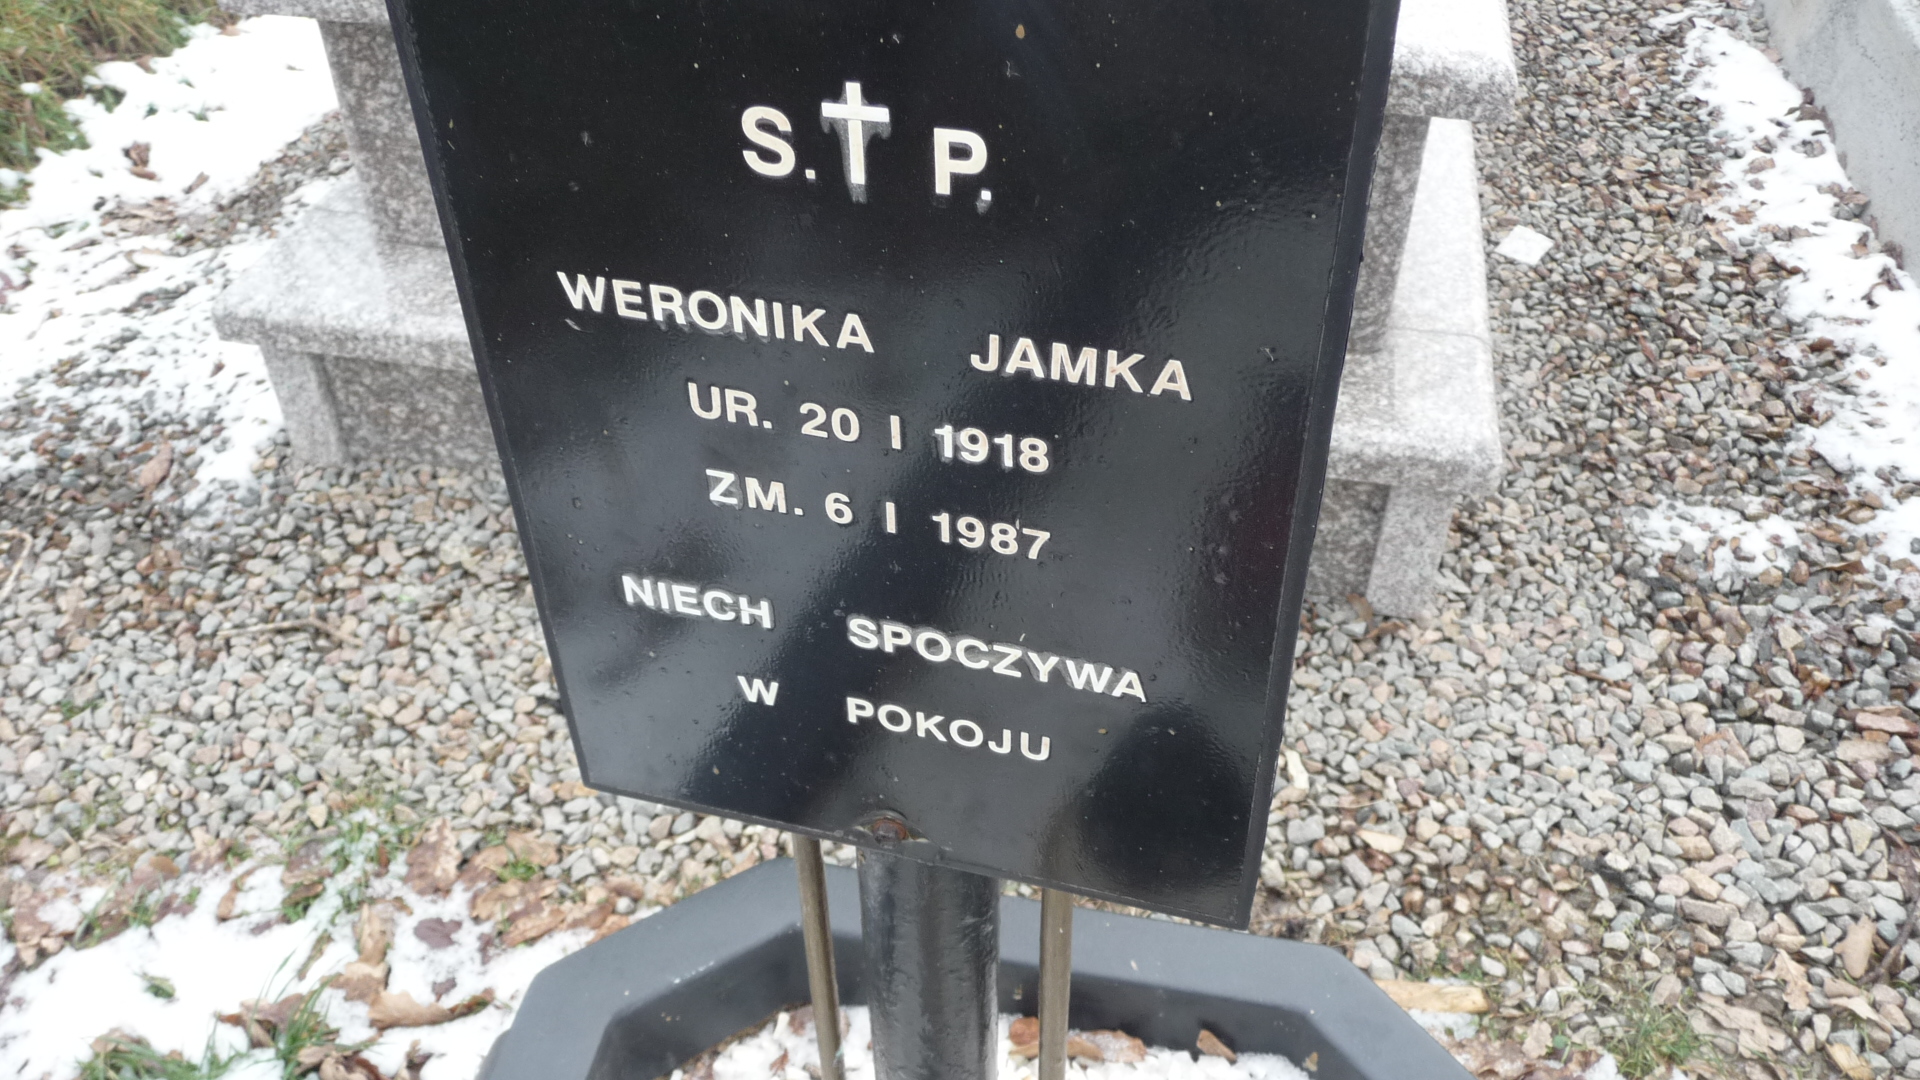 S. P.
WERONIKA JAMKA
UR. 20 I 1918
ZM. 6 I 1987
NIECH SPOCZYWA
W POKOJU